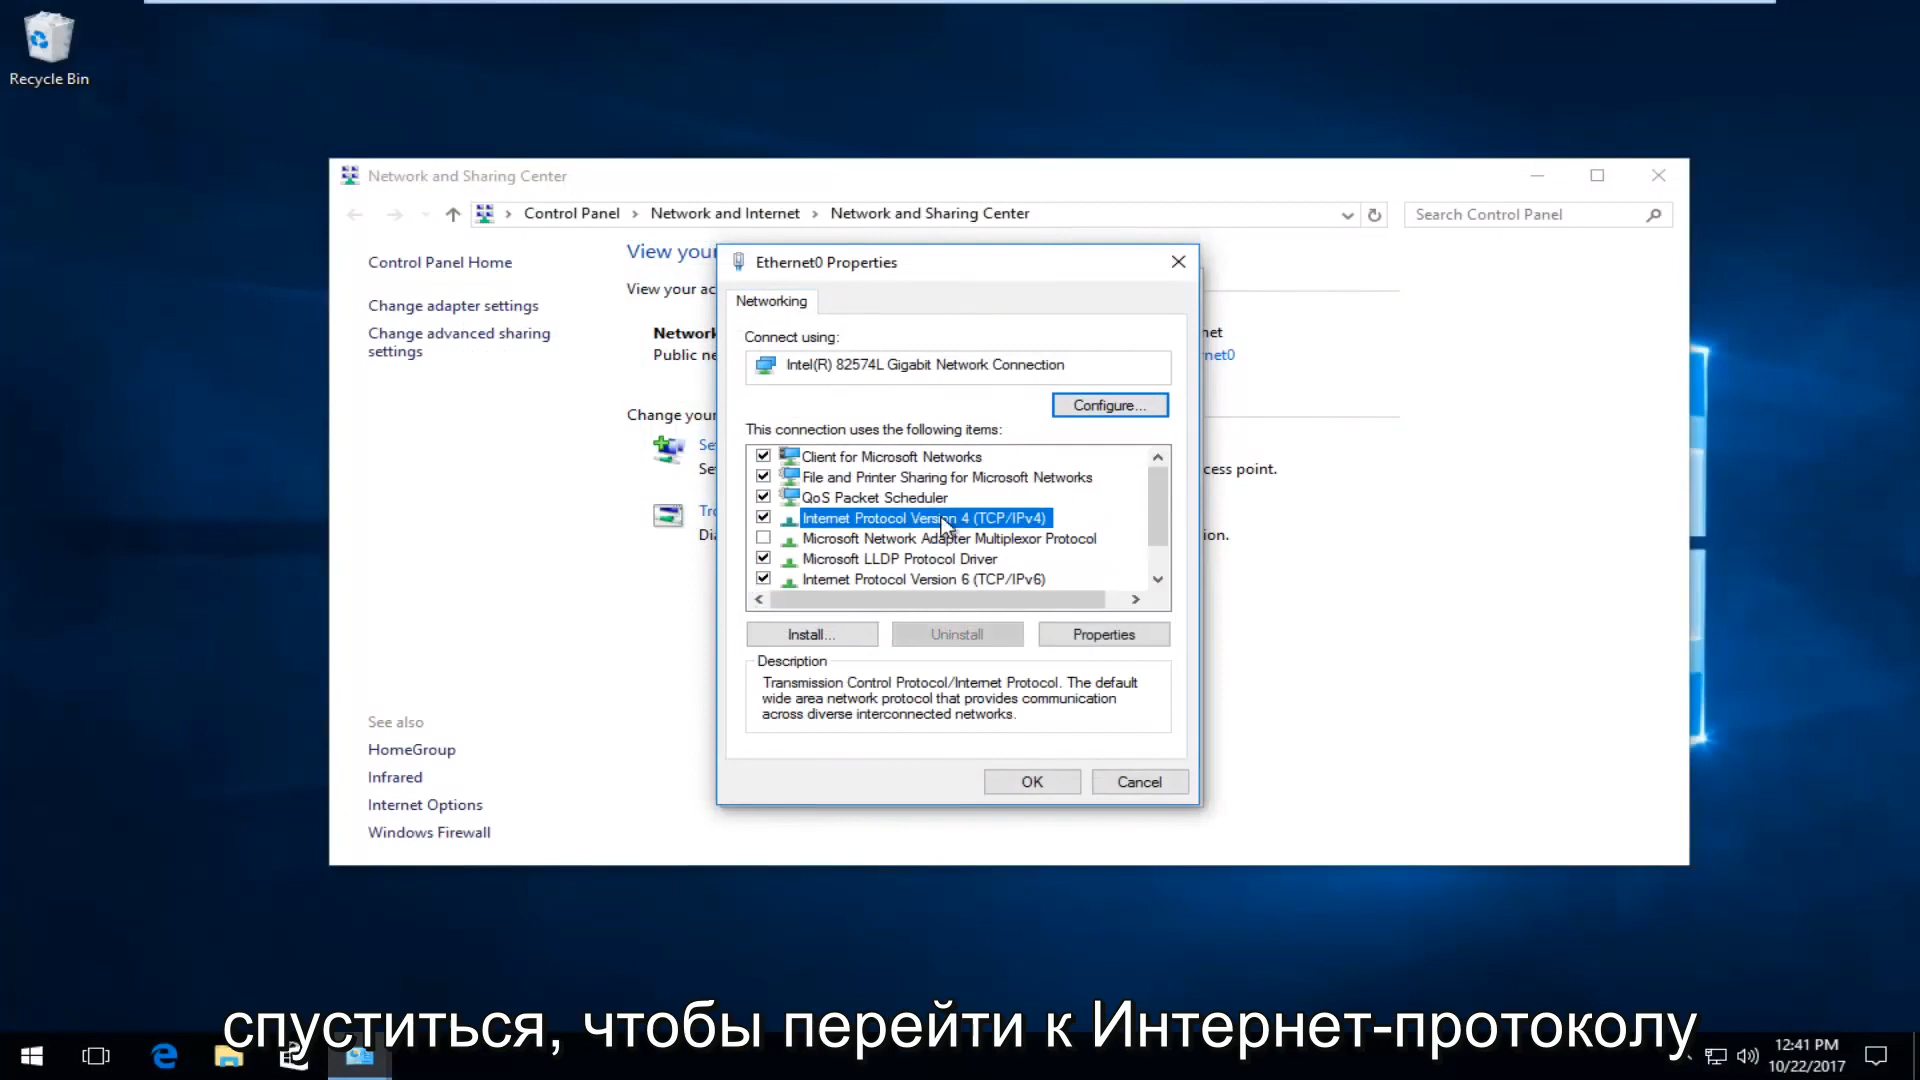 Recycle Bin
Network and Sharing Center
Control Panel > Network and Internet > Network and Sharing Center
Search Control Panel
Control Panel Home
Change adapter settings
Change advanced sharing
settings
See also
HomeGroup
Infrared
Internet Options
Windows Firewall
View your
View your
Network
Public
Change your
cess point.
Ethernet0 Properties
Networking
Connect using:
Intel(R) 82574L Gigabit Network Connection
Configure...
This connection uses the following items:
Client for Microsoft Networks
File and Printer Sharing for Microsoft Networks
QoS Packet Scheduler
Internet Protocol Version 4 (TCP/IPv4)
Microsoft Network Adapter Multiplexor Protocol
Microsoft LLDP Protocol Driver
Internet Protocol Version 6 (TCP/IPv6)
Install... Uninstall Properties
Description
Transmission Control Protocol/Internet Protocol. The default
wide area network protocol that provides communication
across diverse interconnected networks.
OK Cancel
спуститься, чтобы перейти к Интернет-протоколу
12:41 PM
10/22/2017